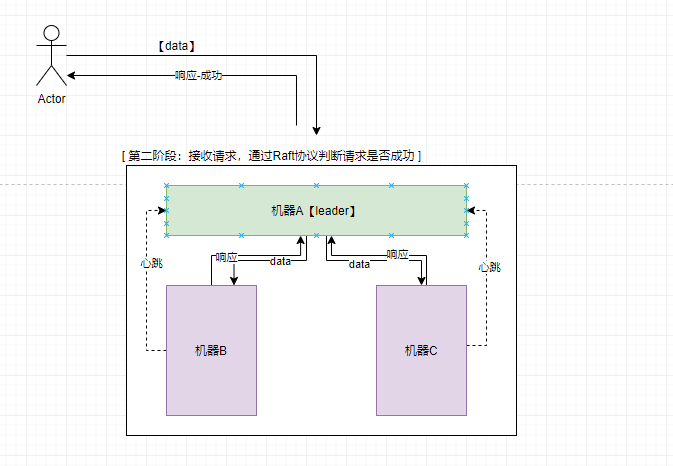 【data】
响应-成功
Actor
[ 第二阶段：接收请求，通过Raft协议判断请求是否成功 ]
机器A【leader】
心跳
响应
data
data
响应
心跳
机器B
机器C